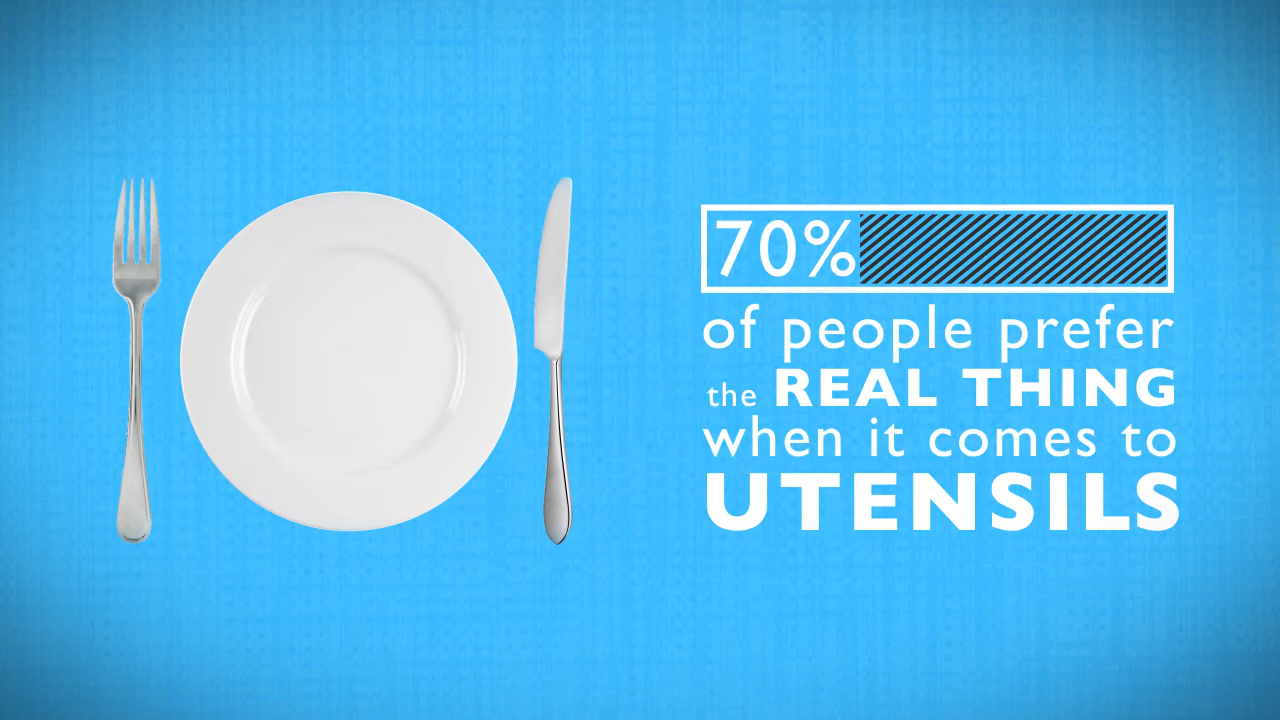 70%
of people prefer
the REAL THING
when it comes to
UTENSILS